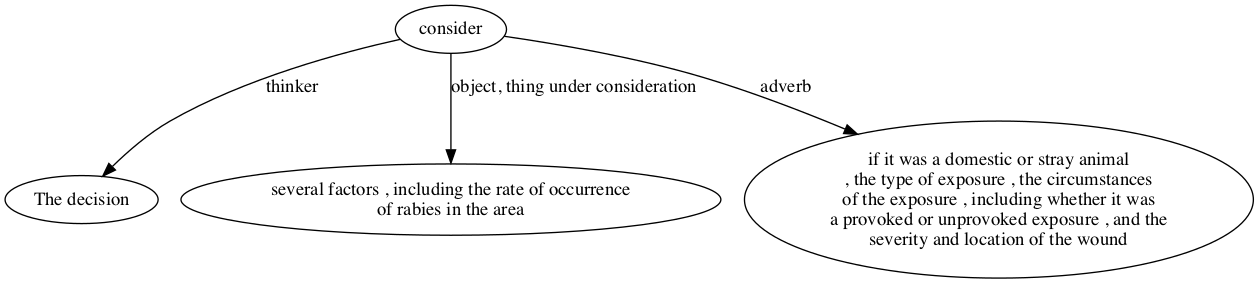 consider
thinker
object, thing under consideration
adverb
The decision
several factors , including the rate of occurrence
of rabies in the area
if it was a domestic or stray animal
, the type of exposure , the circumstances
of the exposure , including whether it was
a provoked or unprovoked exposure , and the
severity and location of the wound